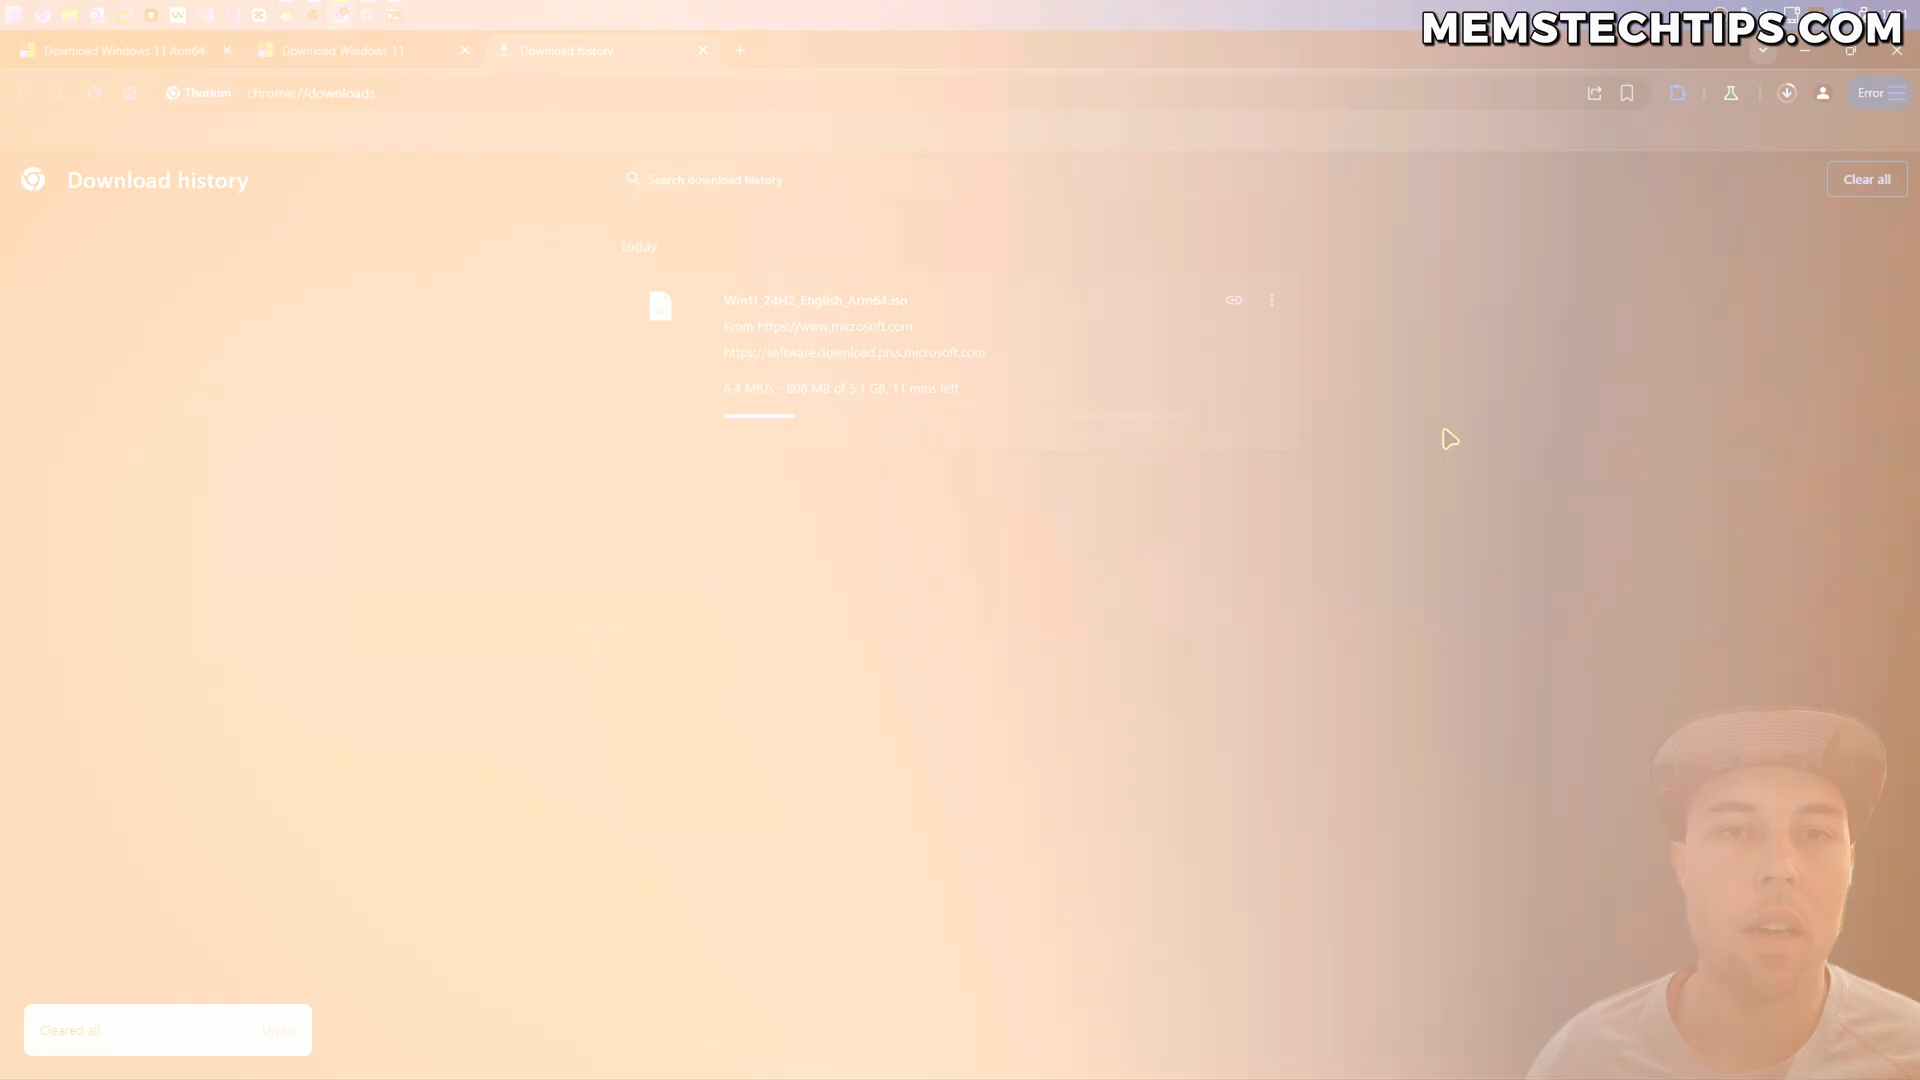 MEMSTECHTIPS.COM
Download Windows 11 Arm64
Download Windows 11
Download history
Thorium
chrome://downloads
Error
Download history
Search download history
Clear all
Today
Win11_24H2_English_Arm64.iso
From https://www.microsoft.com
https://software.download.prss.microsoft.com
6.4 MB/s - 806 MB of 5.1 GB, 11 mins left
Cleared all
Undo